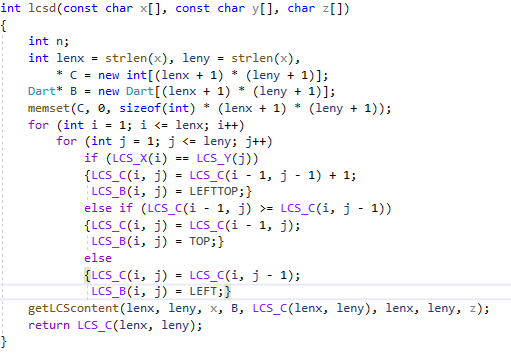 int lcsd(const char x[], const char y[], char z[])
{
int n;
int lenx = strlen(x), leny = strlen(x),
* C = new int[(lenx + 1) * (leny + 1)];
Dart* B = new Dart[(lenx + 1) * (leny + 1)];
memset(C, 0, sizeof(int) * (lenx + 1) * (leny + 1));
for (int i = 1; i <= lenx; i++)
for (int j = 1; j <= leny; j++)
if (LCS_X(i) == LCS_Y(j))
{LCS_C(i, j) = LCS_C(i - 1, j - 1) + 1;
LCS_B(i, j) = LEFTTOP;}
else if (LCS_C(i - 1, j) >= LCS_C(i, j - 1))
{LCS_C(i, j) = LCS_C(i - 1, j);
LCS_B(i, j) = TOP;}
else
{LCS_C(i, j) = LCS_C(i, j - 1);
LCS_B(i, j) = LEFT;}
getLCScontent(lenx, leny, x, B, LCS_C(lenx, leny), lenx, leny, z);
return LCS_C(lenx, leny);
}